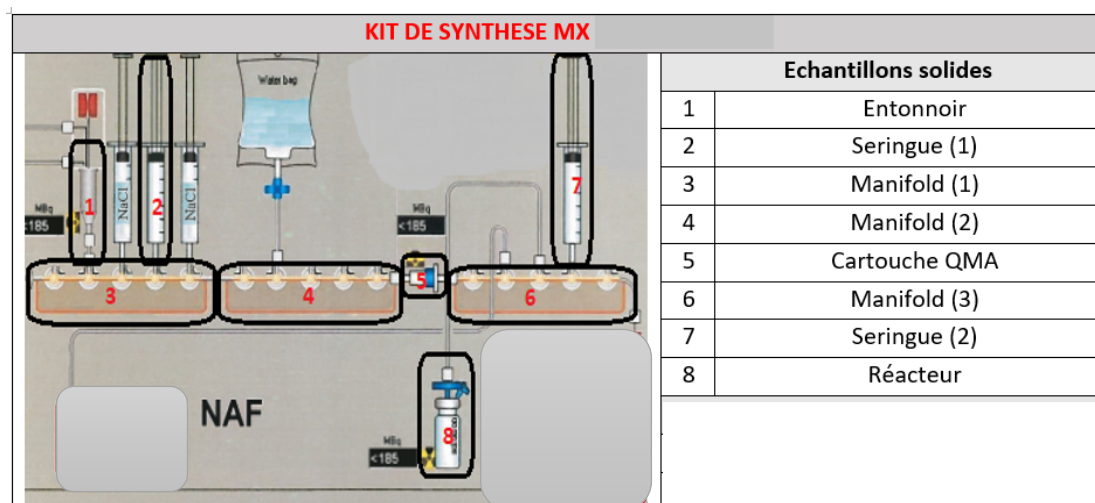 KIT DE SYNTHESE MX
Water bag
Echantillons solides
1 Entonnoir
2 Seringue (1)
3 Manifold (1)
4 Manifold (2)
5 Cartouche QMA
6 Manifold (3)
7 Seringue (2)
8 Réacteur
1
NaCl
2
NaCl
7
MBq
<185
MBq
<185
3
4
5
6
NAF
8
MBq
<185